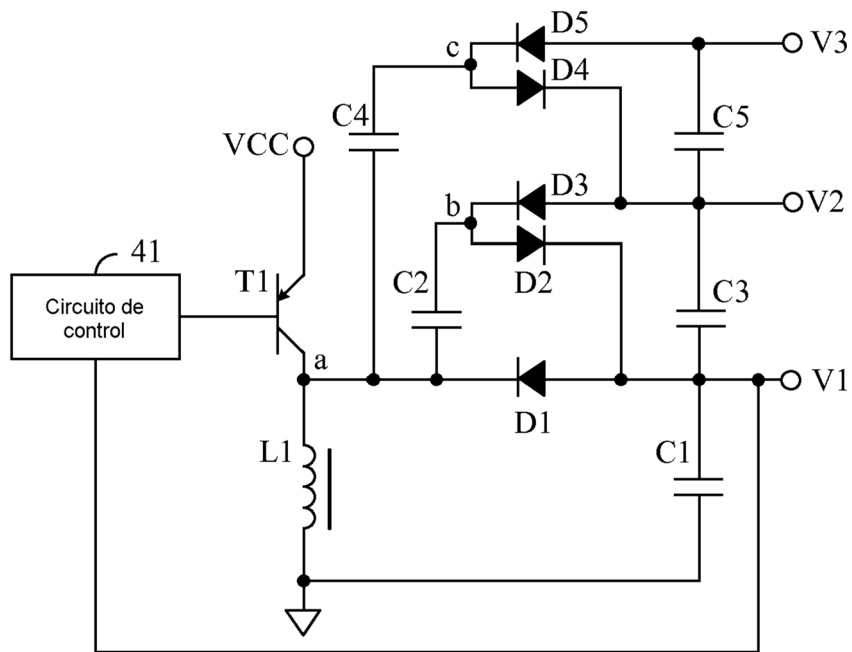 D5
V3
c
D4
C4
C5
VCC
D3
b
V2
41
T1
C2
D2
C3
Circuito de
control
a
V1
D1
L1
C1